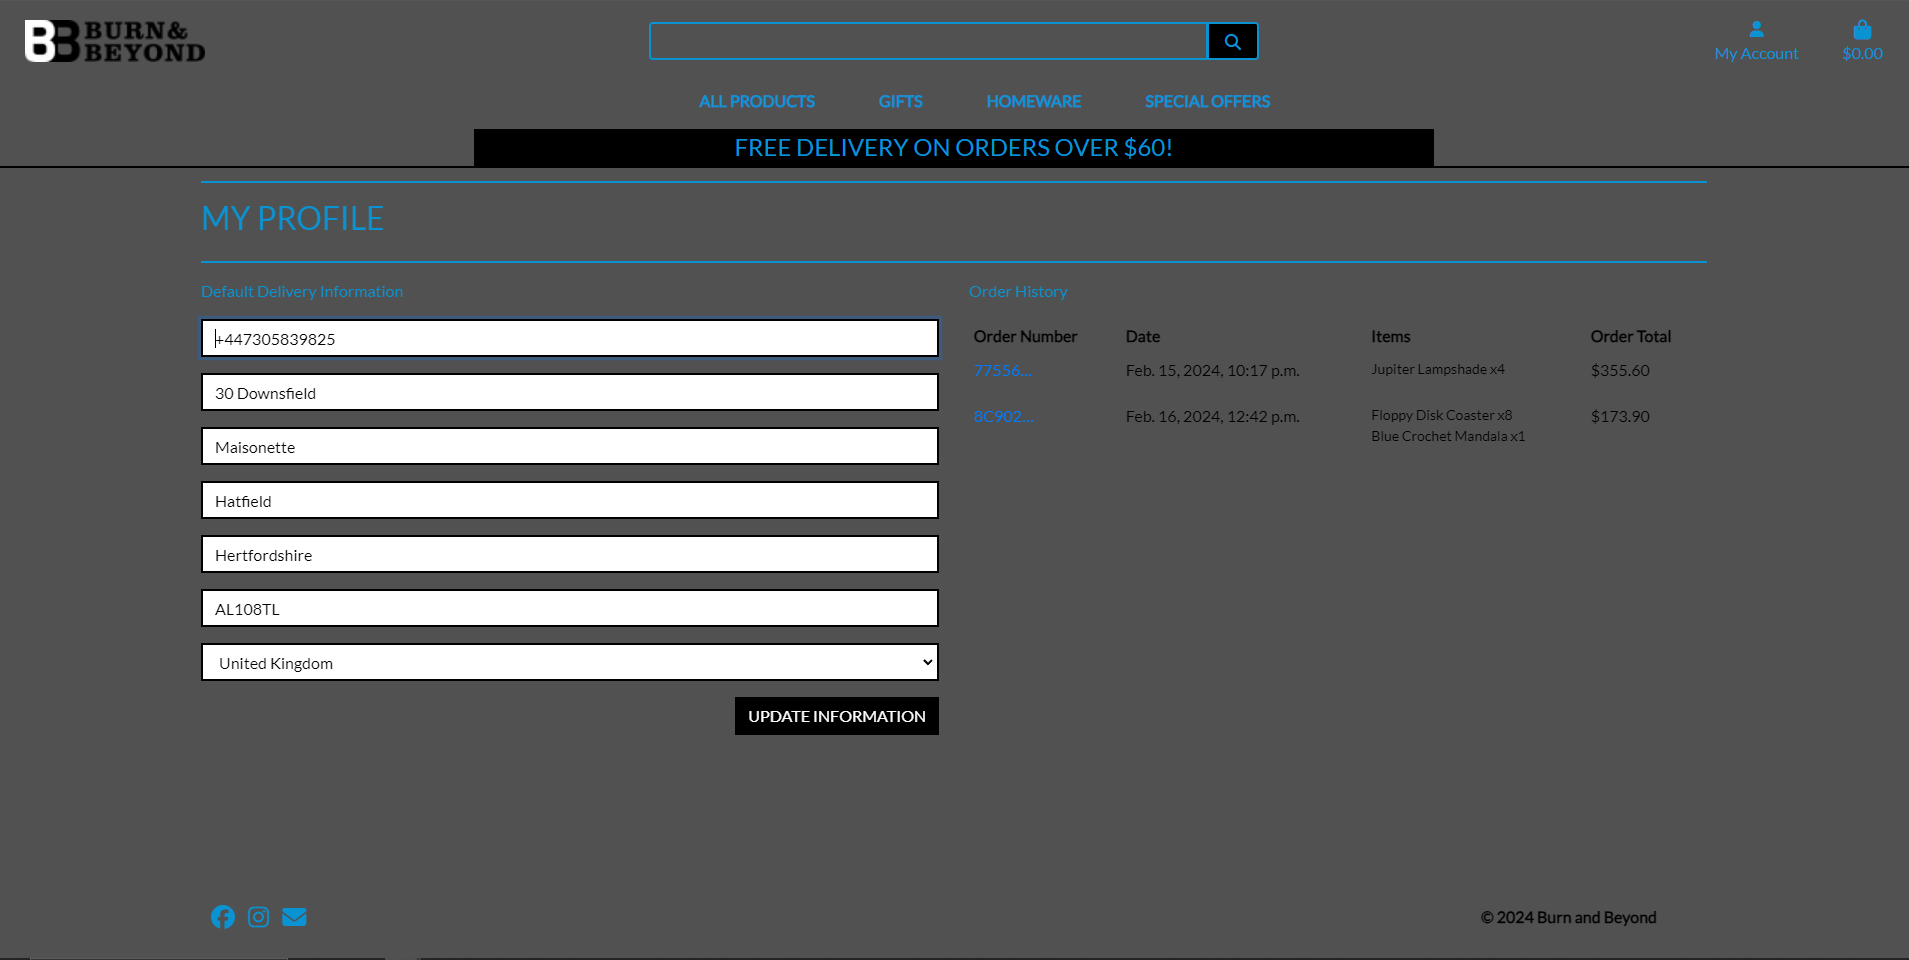 BB BURN&
BEYOND
My Account
$0.00
ALL PRODUCTS GIFTS HOMEWARE SPECIAL OFFERS
FREE DELIVERY ON ORDERS OVER $60!
MY PROFILE
Default Delivery Information
+447305839825
30 Downsfield
Maisonette
Hatfield
Hertfordshire
AL108TL
United Kingdom
UPDATE INFORMATION
Order History
Order Number Date Items Order Total
77556... Feb. 15, 2024, 10:17 p.m. Jupiter Lampshade x4 $355.60
8C902... Feb. 16, 2024, 12:42 p.m. Floppy Disk Coaster x8 $173.90
Blue Crochet Mandala x1
© 2024 Burn and Beyond